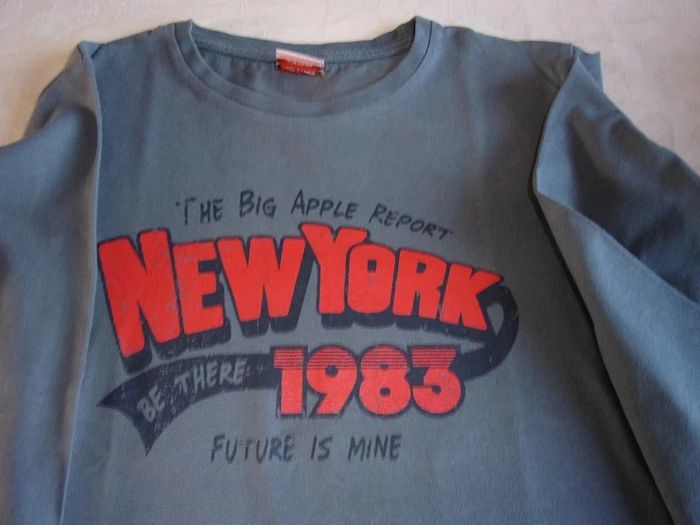 THE BIG APPLE REPORT
NEW YORK
BE THERE 1983
FUTURE IS MINE